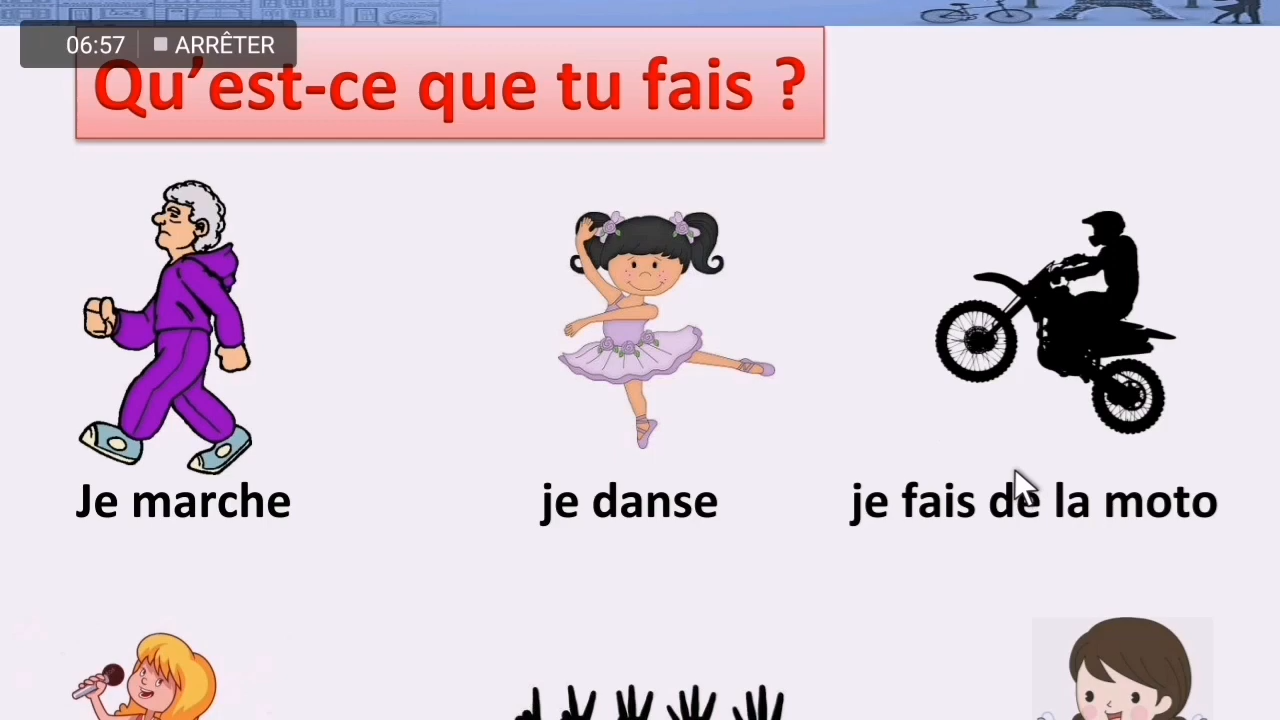 06:57 ARRÊTER
Qu'est-ce que tu fais ?
Je marche
je danse
je fais de la moto